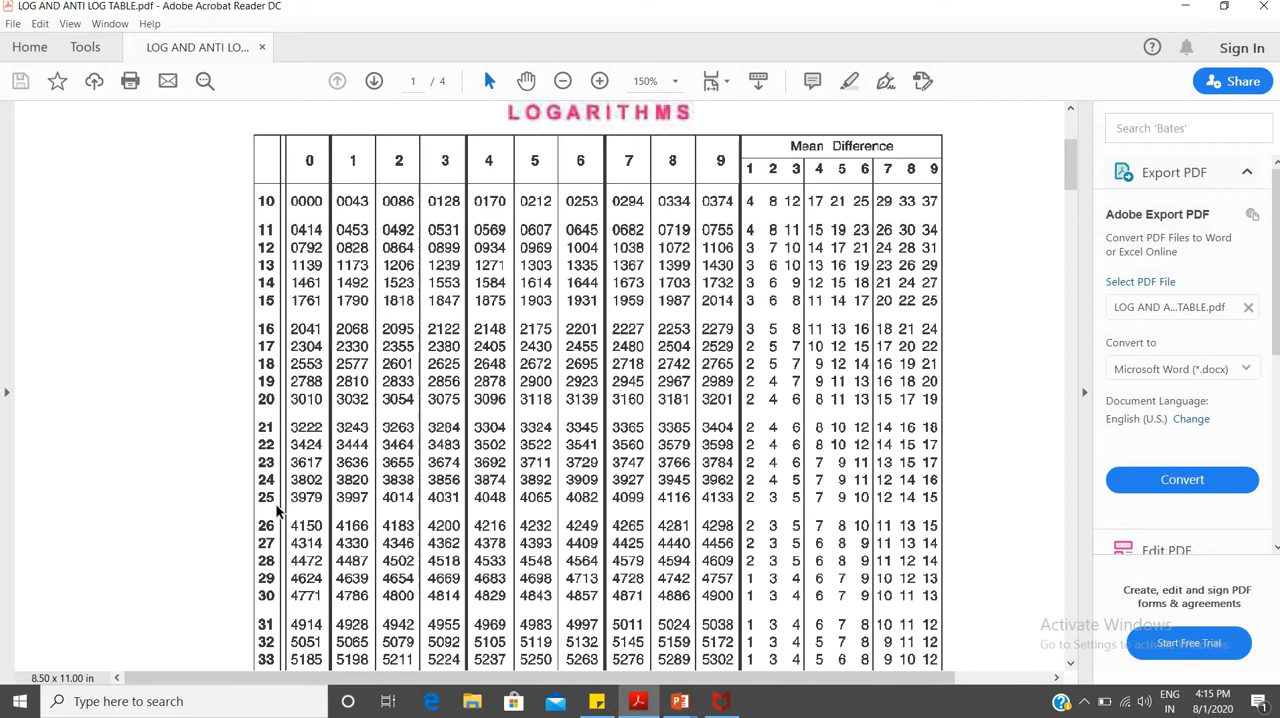 LOG AND ANTI LOG TABLE.pdf - Adobe Acrobat Reader DC
File Edit View Window Help
Home Tools LOG AND ANTI LO... × Sign In
1 / 4 150% Share
LOGARITHMS
Mean Difference
0 1 2 3 4 5 6 7 8 9 1 2 3 4 5 6 7 8 9
10 0000 0043 0086 0128 0170 0212 0253 0294 0334 0374 4 8 12 17 21 25 29 33 37
11 0414 0453 0492 0531 0569 0607 0645 0682 0719 0755 4 8 11 15 19 23 26 30 34
12 0792 0828 0864 0899 0934 0969 1004 1038 1072 1106 3 7 10 14 17 21 24 28 31
13 1139 1173 1206 1239 1271 1303 1335 1367 1399 1430 3 6 10 13 16 19 23 26 29
14 1461 1492 1523 1553 1584 1614 1644 1673 1703 1732 3 6 9 12 15 18 21 24 27
15 1761 1790 1818 1847 1875 1903 1931 1959 1987 2014 3 6 8 11 14 17 20 22 25
16 2041 2068 2095 2122 2148 2175 2201 2227 2253 2279 3 5 8 11 13 16 18 21 24
17 2304 2330 2355 2380 2405 2430 2455 2480 2504 2529 2 5 7 10 12 15 17 20 22
18 2553 2577 2601 2625 2648 2672 2695 2718 2742 2765 2 5 7 9 12 14 16 19 21
19 2788 2810 2833 2856 2878 2900 2923 2945 2967 2989 2 4 7 9 11 13 16 18 20
20 3010 3032 3054 3075 3096 3118 3139 3160 3181 3201 2 4 6 8 11 13 15 17 19
21 3222 3243 3263 3284 3304 3324 3345 3365 3385 3404 2 4 6 8 10 12 14 16 18
22 3424 3444 3464 3483 3502 3522 3541 3560 3579 3598 2 4 6 8 10 12 14 15 17
23 3617 3636 3655 3674 3692 3711 3729 3747 3766 3784 2 4 6 7 9 11 13 15 17
24 3802 3820 3838 3856 3874 3892 3909 3927 3945 3962 2 4 5 7 9 11 12 14 16
25 3979 3997 4014 4031 4048 4065 4082 4099 4116 4133 2 3 5 7 9 10 12 14 15
26 4150 4166 4183 4200 4216 4232 4249 4265 4281 4298 2 3 5 7 8 10 11 13 15
27 4314 4330 4346 4362 4378 4393 4409 4425 4440 4456 2 3 5 6 8 9 11 13 14
28 4472 4487 4502 4518 4533 4548 4564 4579 4594 4609 2 3 5 6 8 9 11 12 14
29 4624 4639 4654 4669 4683 4698 4713 4728 4742 4757 1 3 4 6 7 9 10 12 13
30 4771 4786 4800 4814 4829 4843 4857 4871 4886 4900 1 3 4 6 7 9 10 11 13
31 4914 4928 4942 4955 4969 4983 4997 5011 5024 5038 1 3 4 6 7 8 10 11 12
32 5051 5065 5079 5092 5105 5119 5132 5145 5159 5172 1 3 4 5 7 8 9 11 12
33 5185 5198 5211 5224 5237 5250 5263 5276 5289 5302 1 3 4 5 6 8 9 10 12
8.50 x 11.00 in
Search 'Bates'
Export PDF
Adobe Export PDF
Convert PDF Files to Word
or Excel Online
Select PDF File
LOG AND A...TABLE.pdf ×
Convert to
Microsoft Word (*.docx)
Document Language:
English (U.S.) Change
Convert
Edit PDF
Create, edit and sign PDF
forms & agreements
Activate Windows
Go to Settings to activate Windows.
Start Free Trial
Type here to search
ENG
IN
4:15 PM
8/1/2020